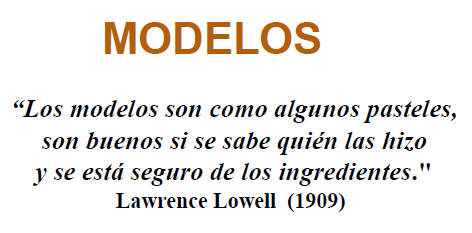 MODELOS
“Los modelos son como algunos pasteles,
son buenos si se sabe quién las hizo
y se está seguro de los ingredientes."
Lawrence Lowell (1909)